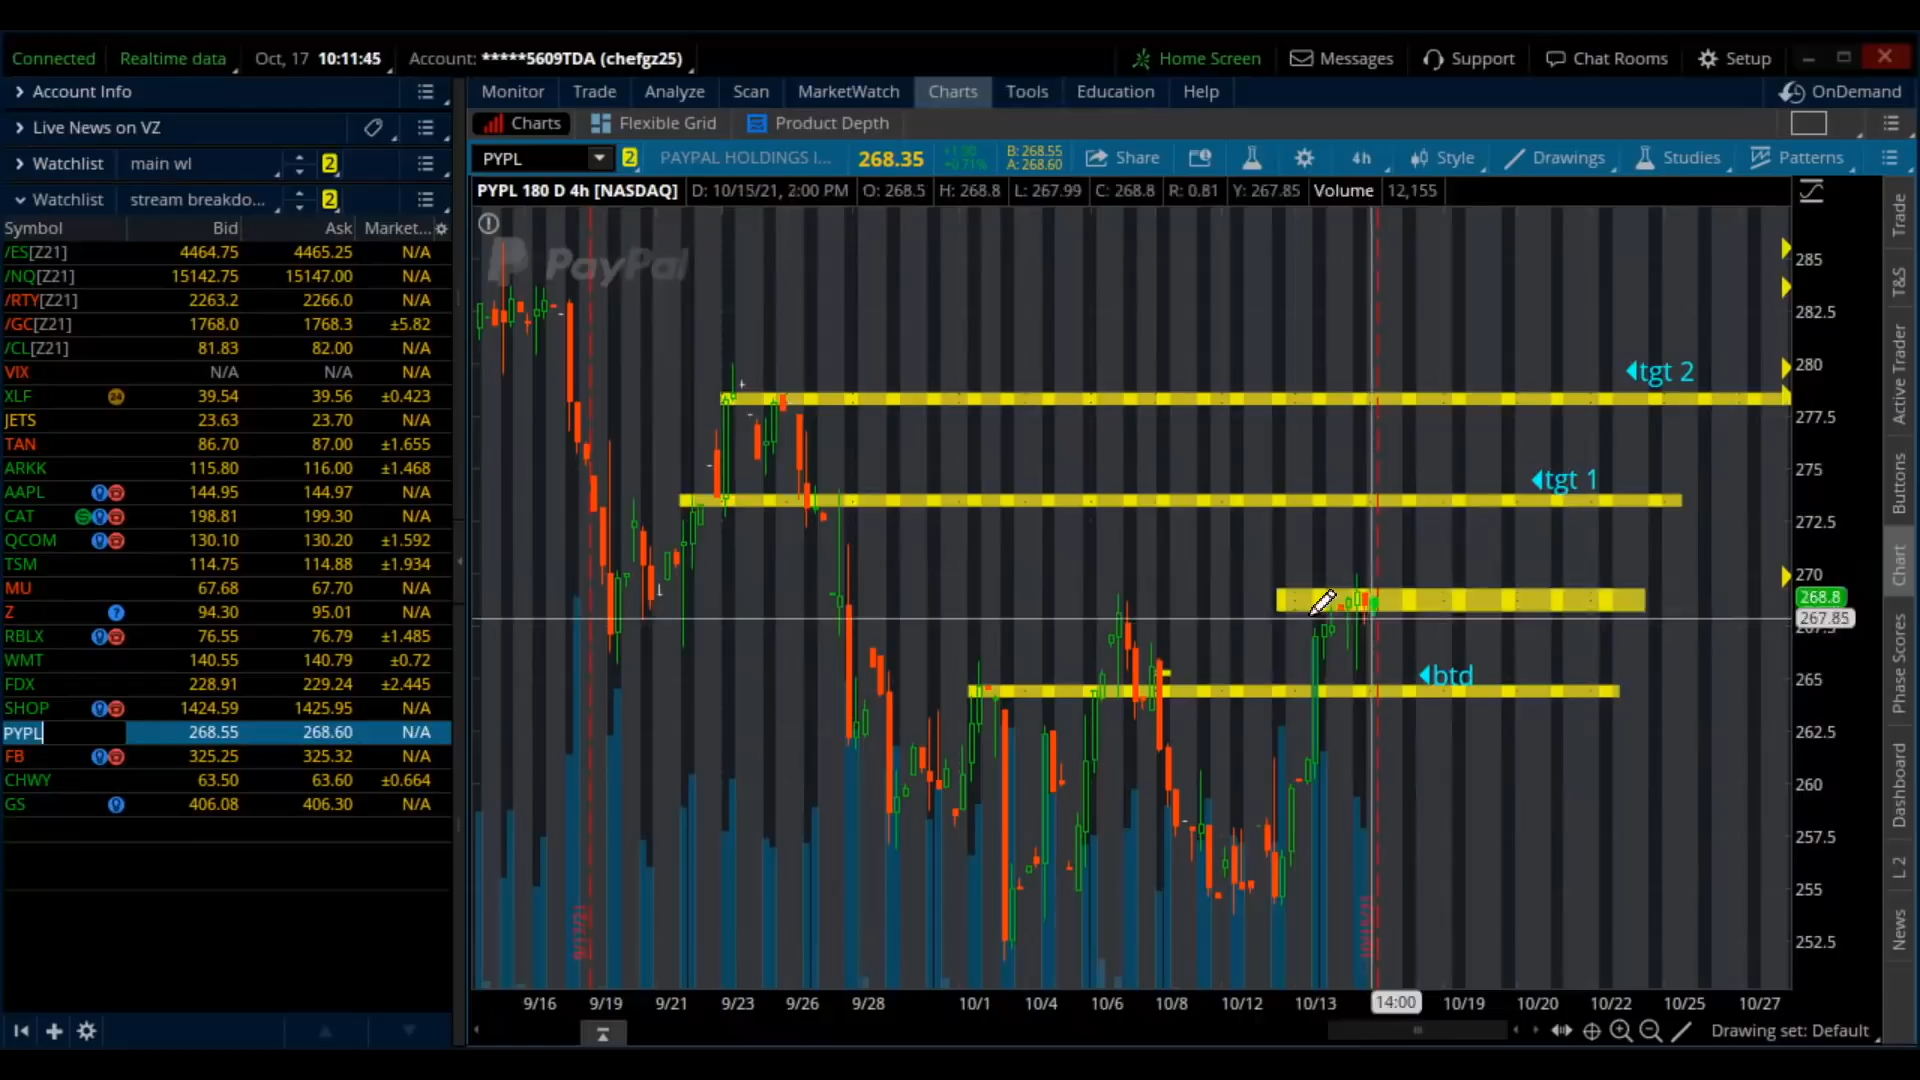 Connected Realtime data Oct, 17 10:11:45 Account: *****5609TDA (chefgz25) Home Screen Messages Support Chat Rooms Setup
Account Info Monitor Trade Analyze Scan MarketWatch Charts Tools Education Help OnDemand
Live News on VZ Charts Flexible Grid Product Depth
Watchlist main wl 2 PYPL 2 PAYPAL HOLDINGS I... 268.35 +1.90 +0.71% B: 268.55 A: 268.60 Share 4h Style Drawings Studies Patterns
Watchlist stream breakdo... 2 PYPL 180 D 4h [NASDAQ] D: 10/15/21, 2:00 PM O: 268.5 H: 268.8 L: 267.99 C: 268.8 R: 0.81 Y: 267.85 Volume 12,155
Symbol Bid Ask Market...
/ES[Z21] 4464.75 4465.25 N/A
/NQ[Z21] 15142.75 15147.00 N/A
/RTY[Z21] 2263.2 2266.0 N/A
/GC[Z21] 1768.0 1768.3 ±5.82
/CL[Z21] 81.83 82.00 N/A
VIX N/A N/A N/A
XLF 24 39.54 39.56 ±0.423
JETS 23.63 23.70 N/A
TAN 86.70 87.00 ±1.655
ARKK 115.80 116.00 ±1.468
AAPL 144.95 144.97 N/A
CAT 198.81 199.30 N/A
QCOM 130.10 130.20 ±1.592
TSM 114.75 114.88 ±1.934
MU 67.68 67.70 N/A
Z ? 94.30 95.01 N/A
RBLX 76.55 76.79 ±1.485
WMT 140.55 140.79 ±0.72
FDX 228.91 229.24 ±2.445
SHOP 1424.59 1425.95 N/A
PYPL 268.55 268.60 N/A
FB 325.25 325.32 N/A
CHWY 63.50 63.60 ±0.664
GS 406.08 406.30 N/A
PayPal
tgt 2
tgt 1
btd
285
282.5
280
277.5
275
272.5
270
268.8
267.85
265
262.5
260
257.5
255
252.5
9/16 9/19 9/21 9/23 9/26 9/28 10/1 10/4 10/6 10/8 10/12 10/13 14:00 10/19 10/20 10/22 10/25 10/27
Drawing set: Default
Trade
T&S
Active Trader
Buttons
Chart
Phase Scores
Dashboard
L 2
News